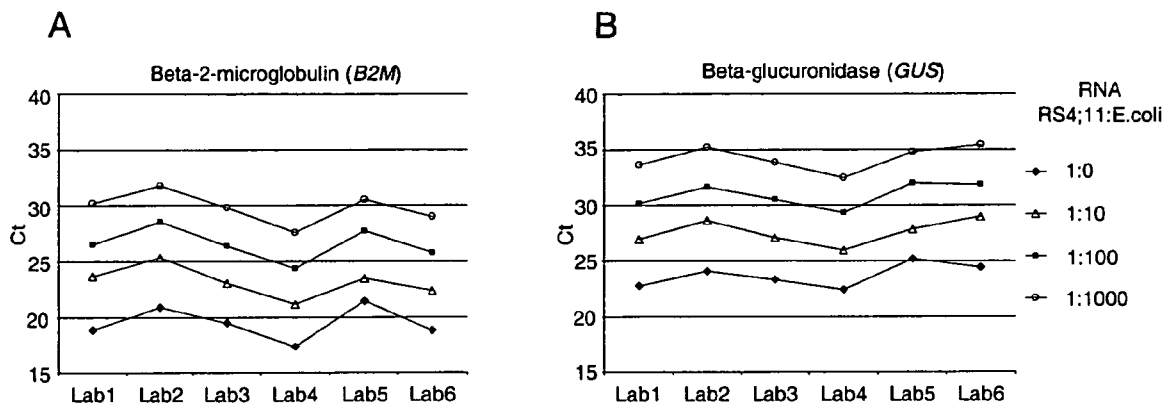 A
Beta-2-microglobulin (B2M)
40
35
30
25
20
15
Ct
Lab1 Lab2 Lab3 Lab4 Lab5 Lab6
B
Beta-glucuronidase (GUS)
40
35
30
25
20
15
Ct
Lab1 Lab2 Lab3 Lab4 Lab5 Lab6
RNA
RS4;11:E.coli
1:0
1:10
1:100
1:1000